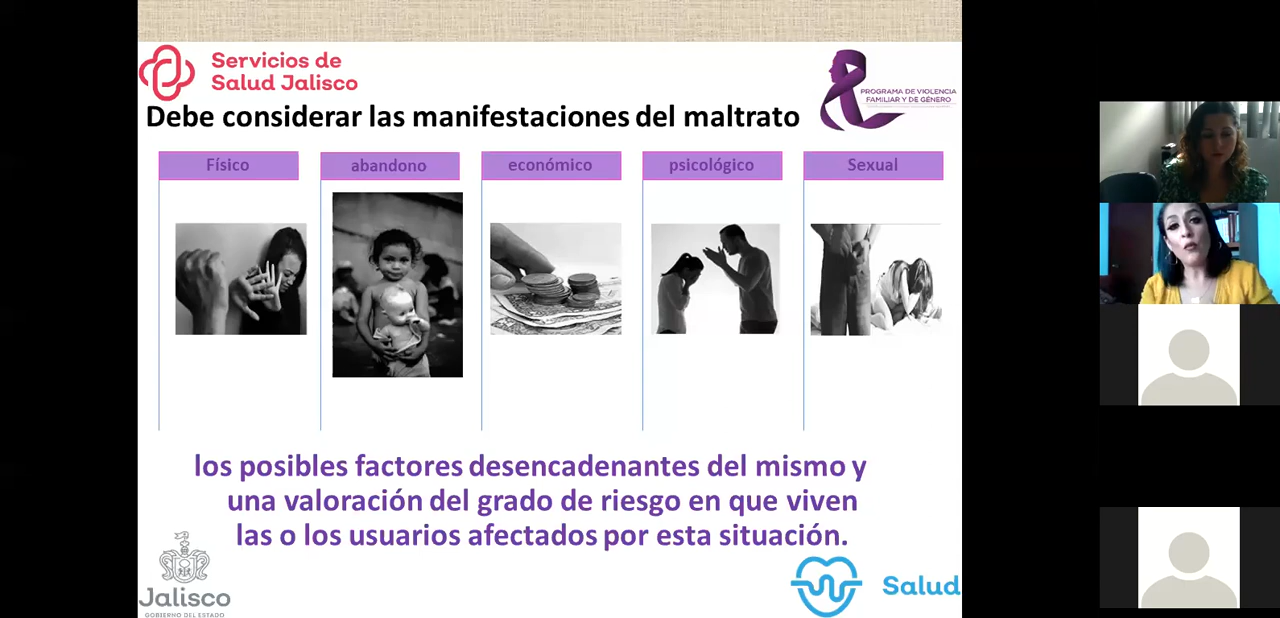 Servicios de
Salud Jalisco
PROGRAMA DE VIOLENCIA
FAMILIAR Y DE GÉNERO
Debe considerar las manifestaciones del maltrato
Físico
abandono
económico
psicológico
Sexual
los posibles factores desencadenantes del mismo y
una valoración del grado de riesgo en que viven
las o los usuarios afectados por esta situación.
Jalisco
GOBIERNO DEL ESTADO
Salud